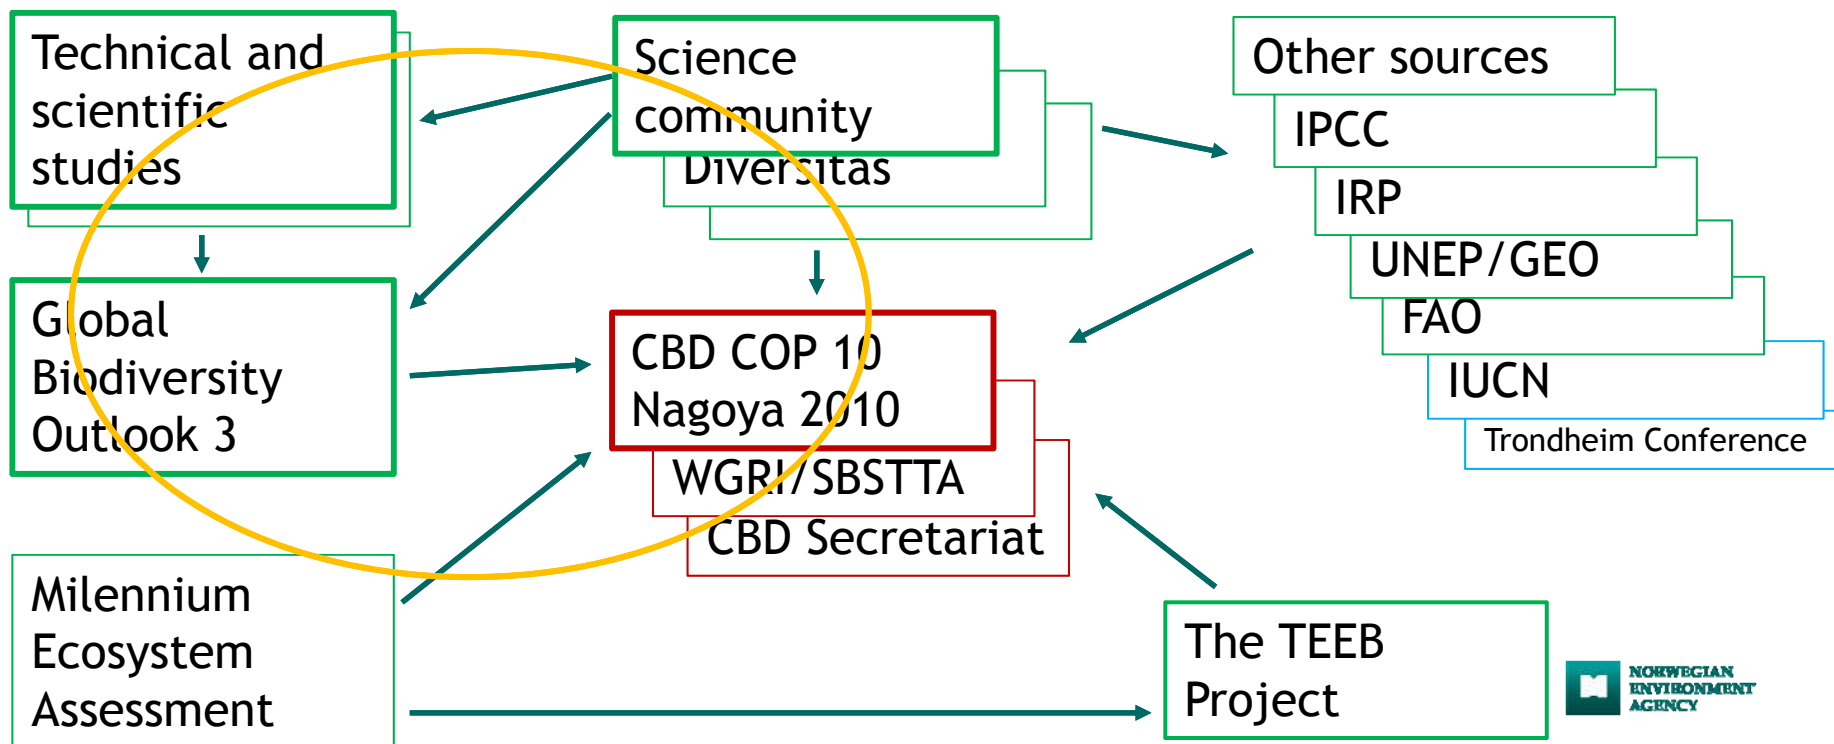 Technical and
scientific
studies
Science
community
Diversitas
Other sources
IPCC
IRP
UNEP/GEO
FAO
IUCN
Trondheim Conference
Global
Biodiversity
Outlook 3
CBD COP 10
Nagoya 2010
WGRI/SBSTTA
CBD Secretariat
Milennium
Ecosystem
Assessment
The TEEB
Project
NORWEGIAN
ENVIRONMENT
AGENCY